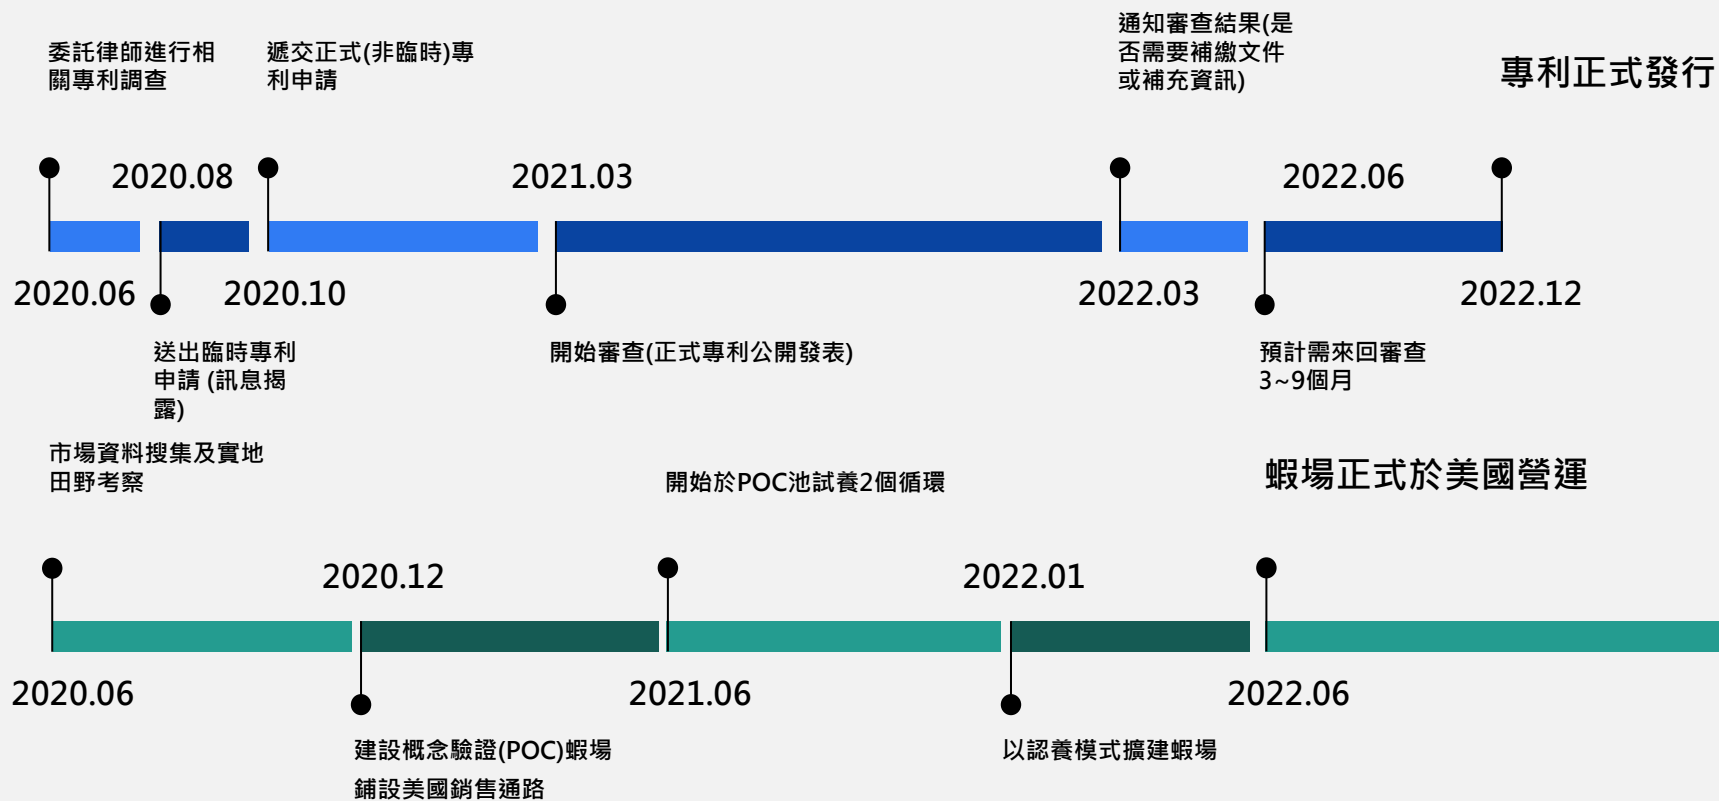 委託律師進行相
關專利調查
遞交正式(非臨時)專
利申請
通知審查結果(是
否需要補繳文件
或補充資訊)
專利正式發行
2020.08
2021.03
2022.06
2020.06
2020.10
2022.03
2022.12
送出臨時專利
申請 (訊息揭
露)
開始審查(正式專利公開發表)
預計需來回審查
3~9個月
市場資料搜集及實地
田野考察
開始於POC池試養2個循環
蝦場正式於美國營運
2020.12
2022.01
2020.06
2021.06
2022.06
建設概念驗證(POC)蝦場
鋪設美國銷售通路
以認養模式擴建蝦場